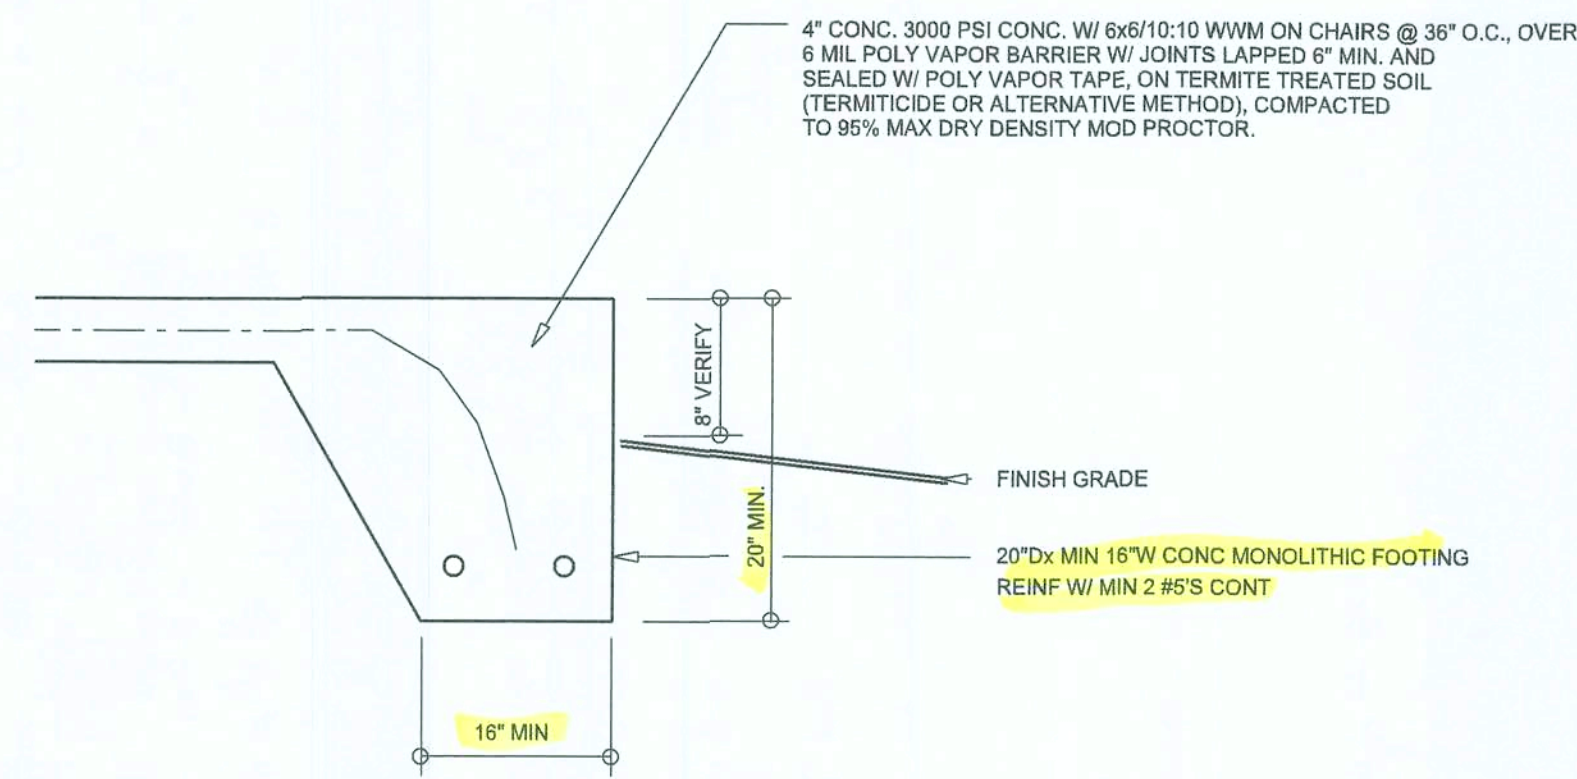 4" CONC. 3000 PSI CONC. W/ 6x6/10:10 WWM ON CHAIRS @ 36" O.C., OVER
6 MIL POLY VAPOR BARRIER W/ JOINTS LAPPED 6" MIN. AND
SEALED W/ POLY VAPOR TAPE, ON TERMITE TREATED SOIL
(TERMITICIDE OR ALTERNATIVE METHOD), COMPACTED
TO 95% MAX DRY DENSITY MOD PROCTOR.
8" VERIFY
20" MIN.
FINISH GRADE
20"Dx MIN 16"W CONC MONOLITHIC FOOTING
REINF W/ MIN 2 #5'S CONT
16" MIN